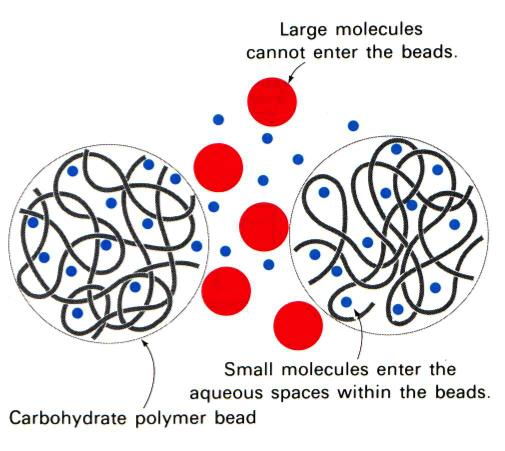 Large molecules
cannot enter the beads.
Small molecules enter the
aqueous spaces within the beads.
Carbohydrate polymer bead